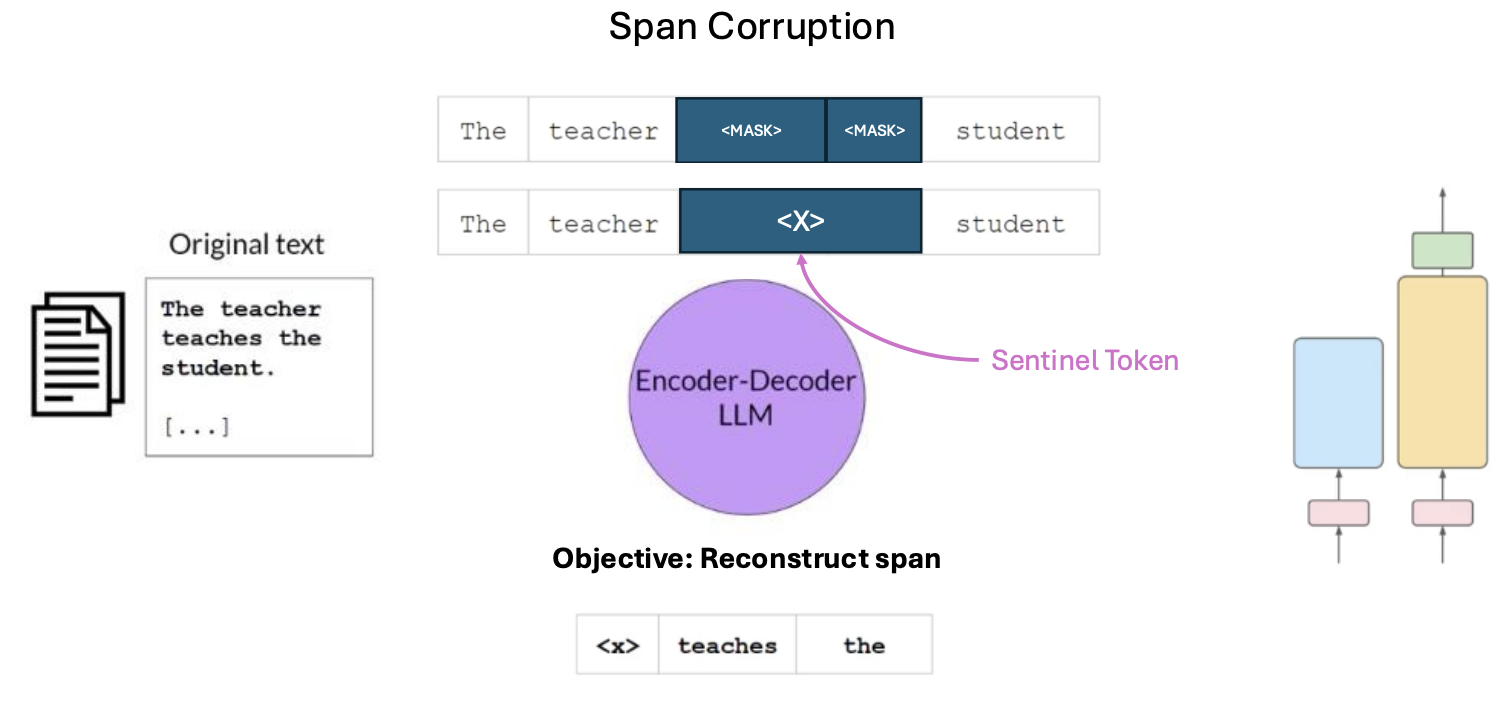 Span Corruption
The teacher <MASK> <MASK> student
The teacher <X> student
Original text
The teacher
teaches the
student.
[...]
Encoder-Decoder
LLM
Sentinel Token
Objective: Reconstruct span
<x> teaches the